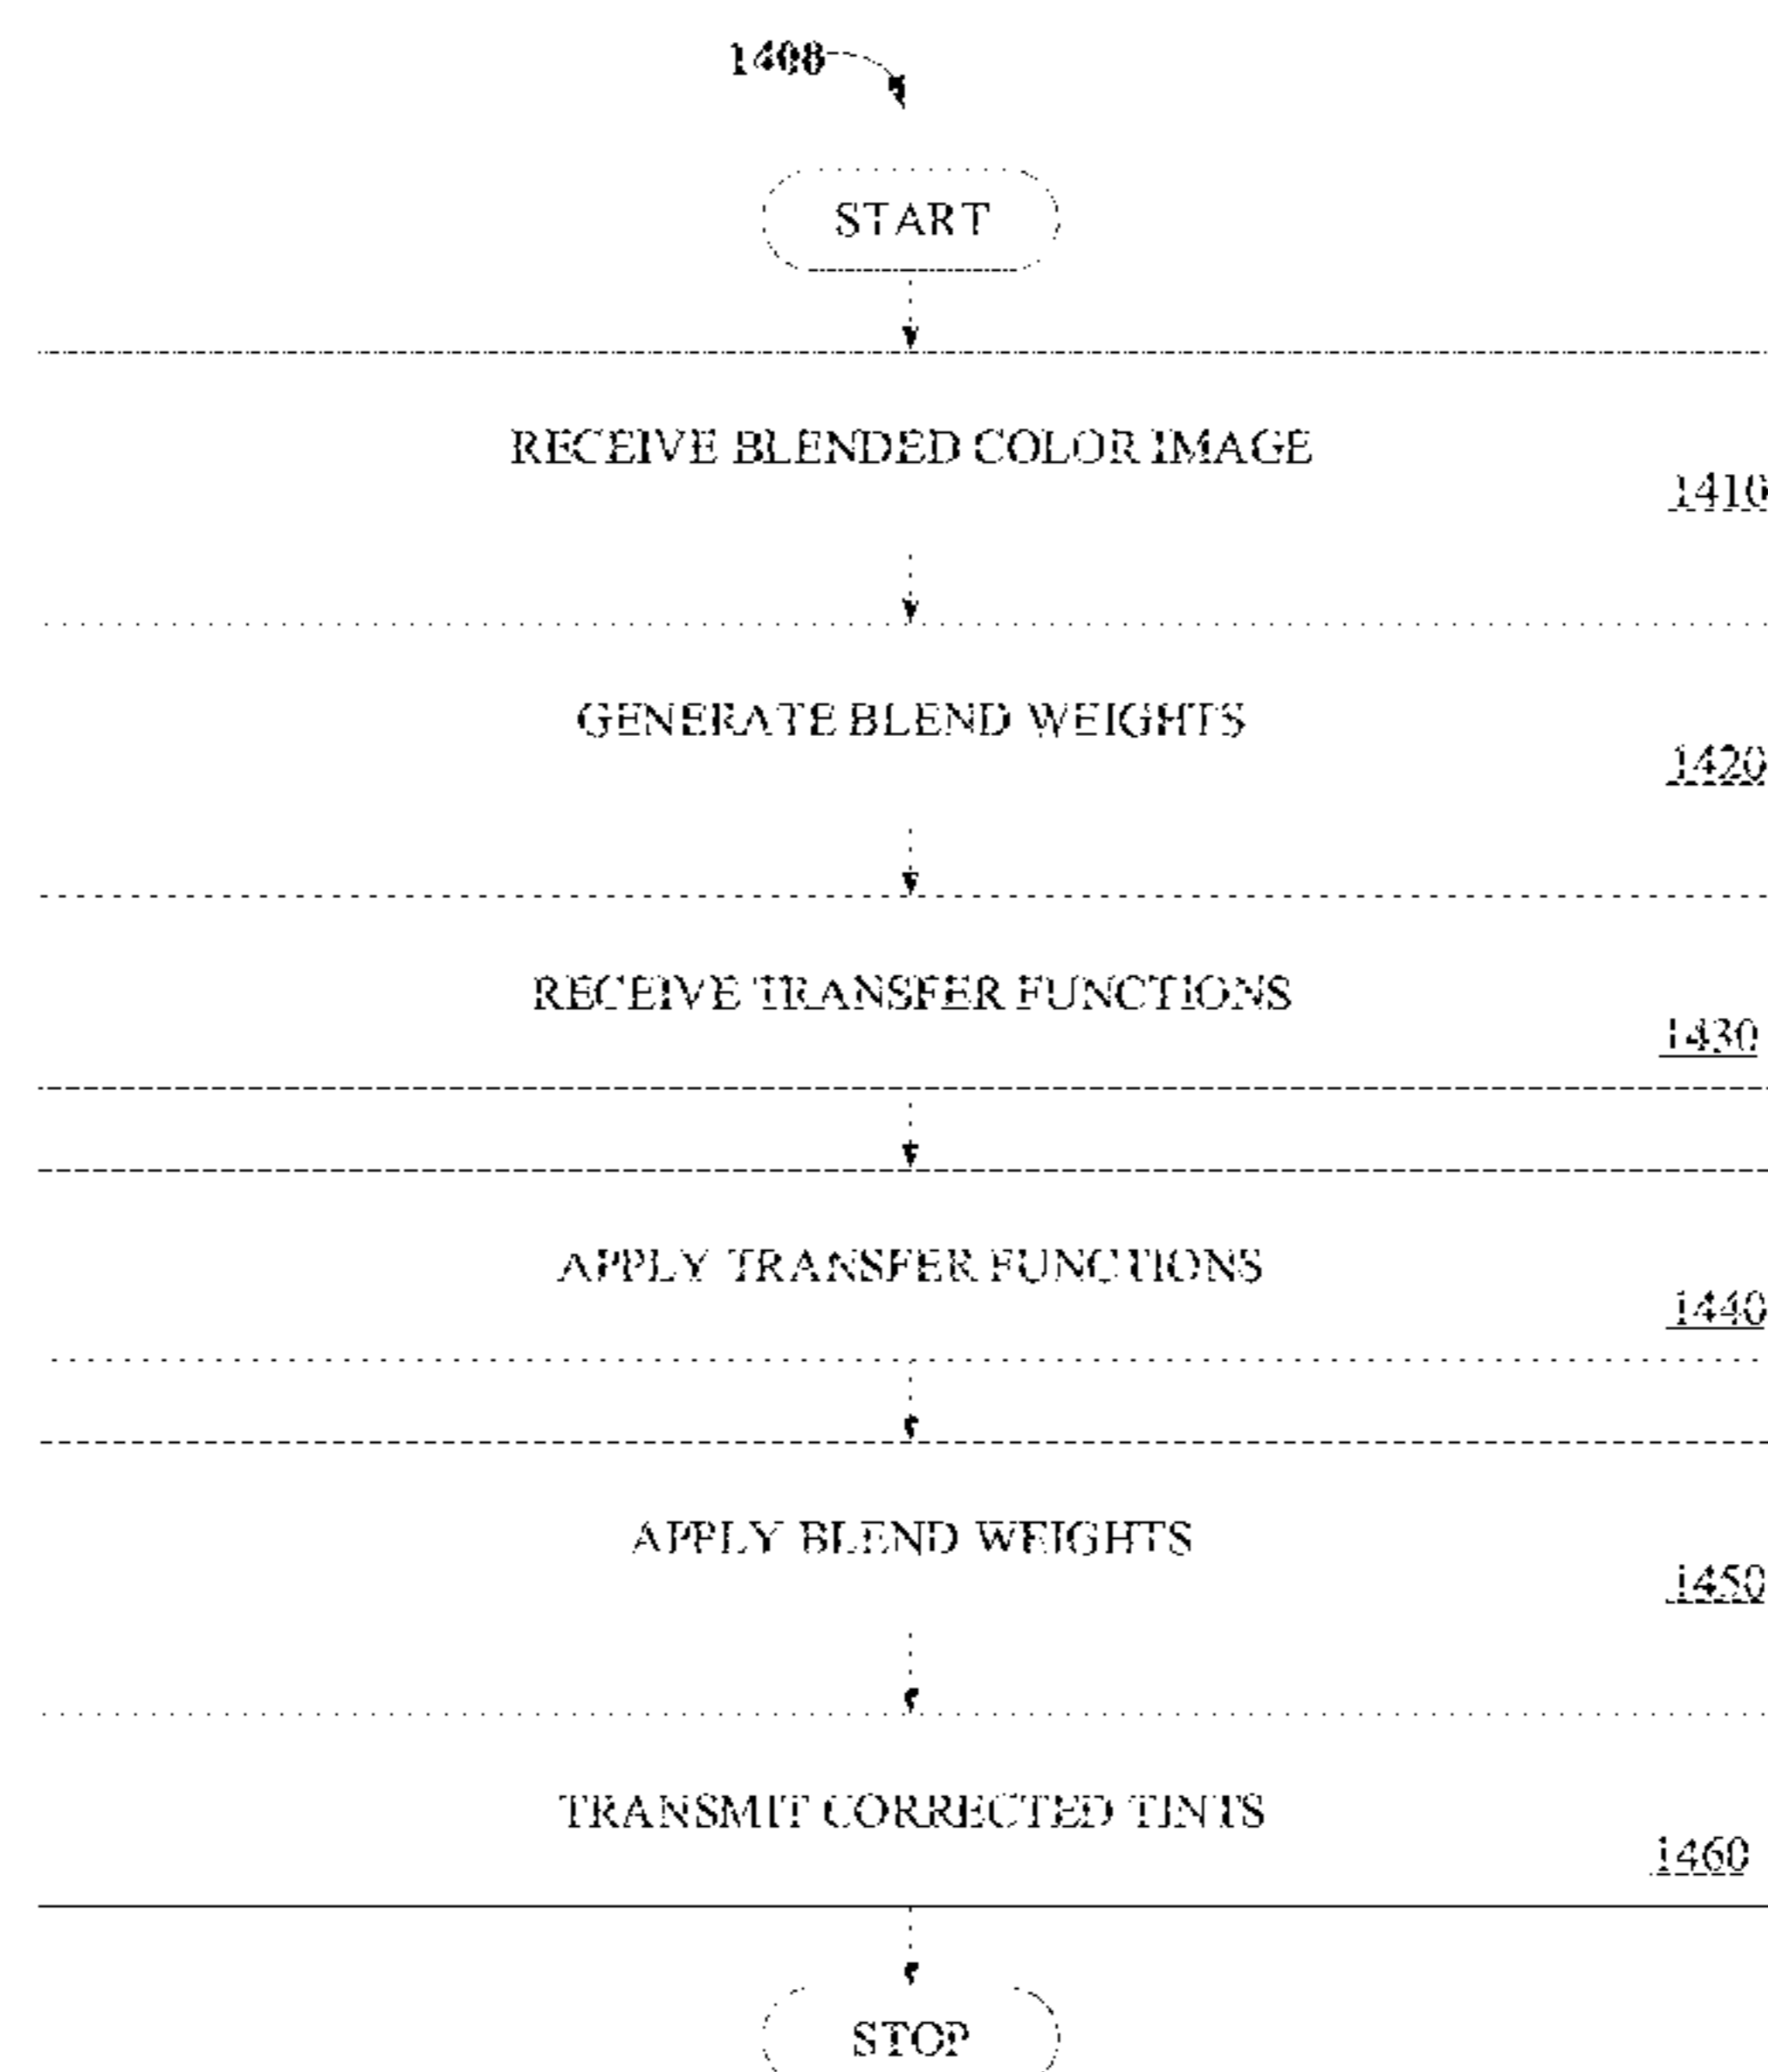 1400
START
RECEIVE BLENDED COLOR IMAGE
1410
GENERATE BLEND WEIGHTS
1420
RECEIVE TRANSFER FUNCTIONS
1430
APPLY TRANSFER FUNCTIONS
1440
APPLY BLEND WEIGHTS
1450
TRANSMIT CORRECTED TINTS
1460
STOP